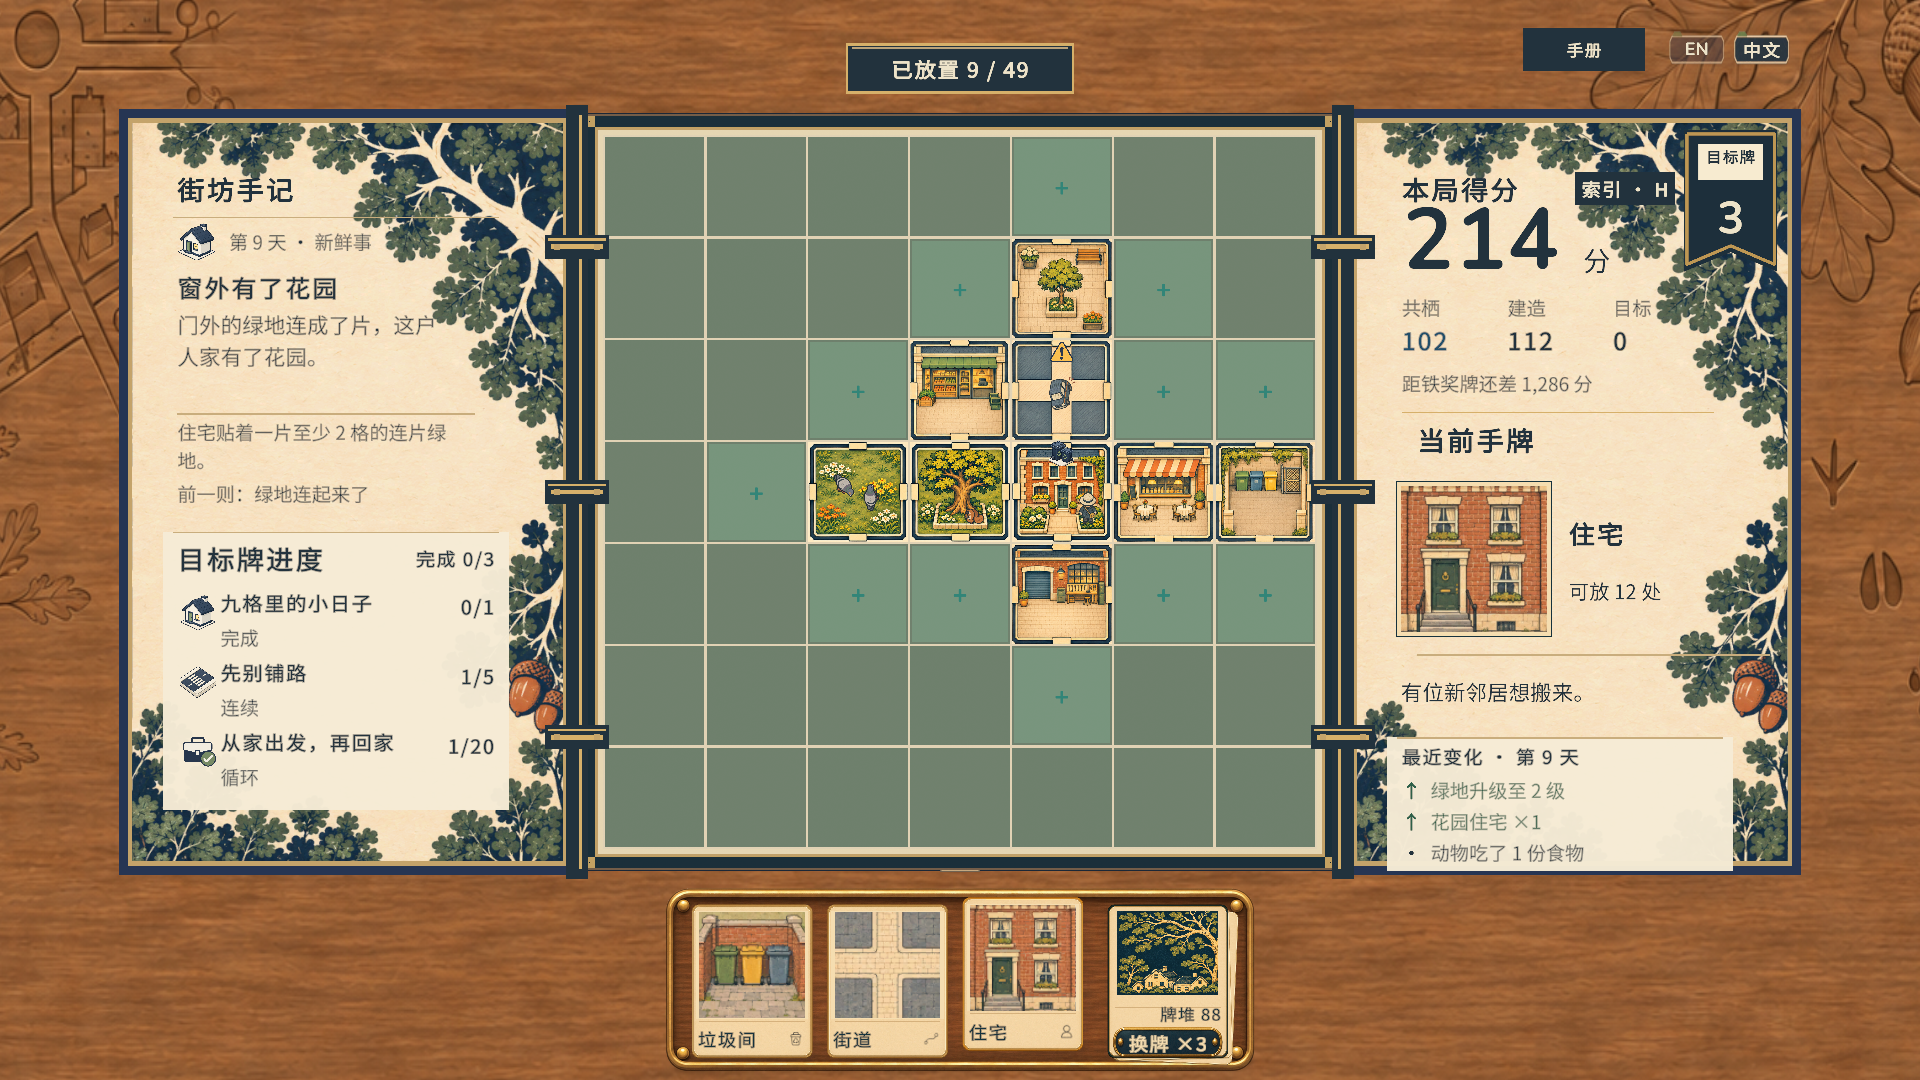 已放置 9 / 49
手册
EN
中文
街坊手记
第 9 天 · 新鲜事
窗外有了花园
门外的绿地连成了片，这户
人家有了花园。
住宅贴着一片至少 2 格的连片绿
地。
前一则：绿地连起来了
目标牌进度
完成 0/3
九格里的小日子
0/1
完成
先别铺路
1/5
连续
从家出发，再回家
1/20
循环
本局得分
索引 · H
目标牌
3
214 分
共栖
建造
目标
102
112
0
距铁奖牌还差 1,286 分
当前手牌
住宅
可放 12 处
有位新邻居想搬来。
最近变化 · 第 9 天
↑ 绿地升级至 2 级
↑ 花园住宅 ×1
· 动物吃了 1 份食物
垃圾间
街道
住宅
牌堆 88
换牌 ×3